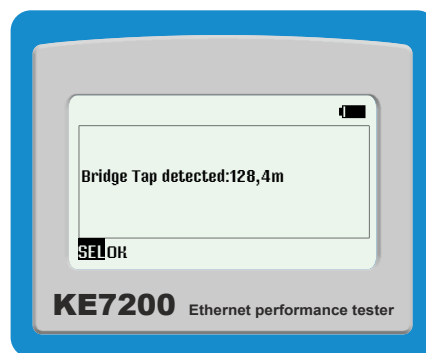 Bridge Tap detected:128,4m
SEL OK
KE7200 Ethernet performance tester